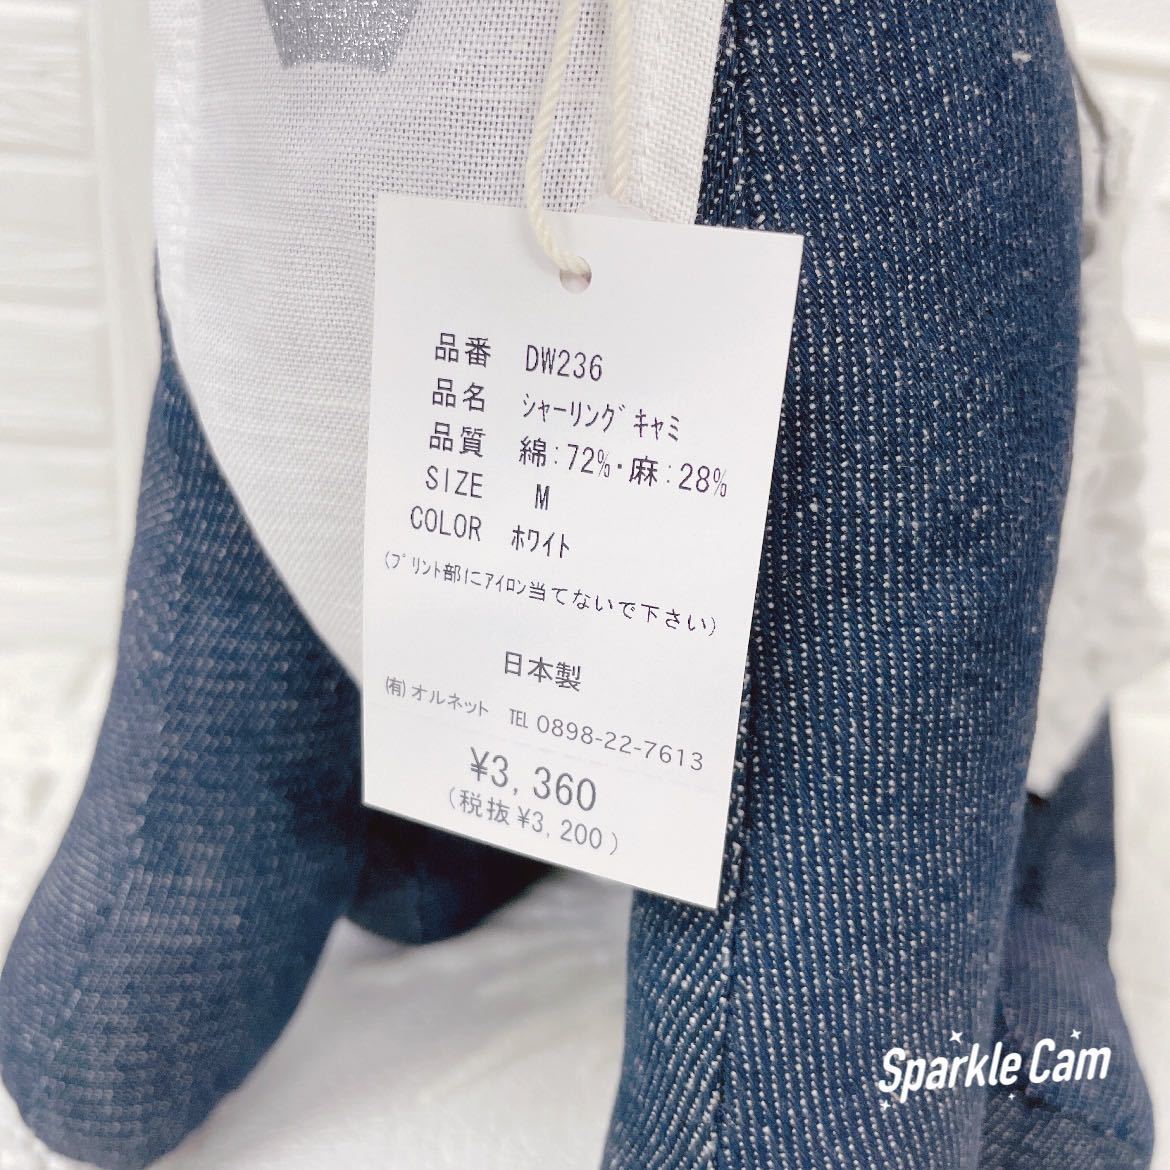 品番 DW236
品名 ｼｬｰﾘﾝｸﾞｷｬﾐ
品質 綿:72%・麻:28%
SIZE M
COLOR ﾎﾜｲﾄ
(ﾌﾟﾘﾝﾄ部にｱｲﾛﾝ当てないで下さい)
日本製
(有)オルネット ℡ 0898-22-7613
¥3,360
(税抜¥3,200)
Sparkle Cam